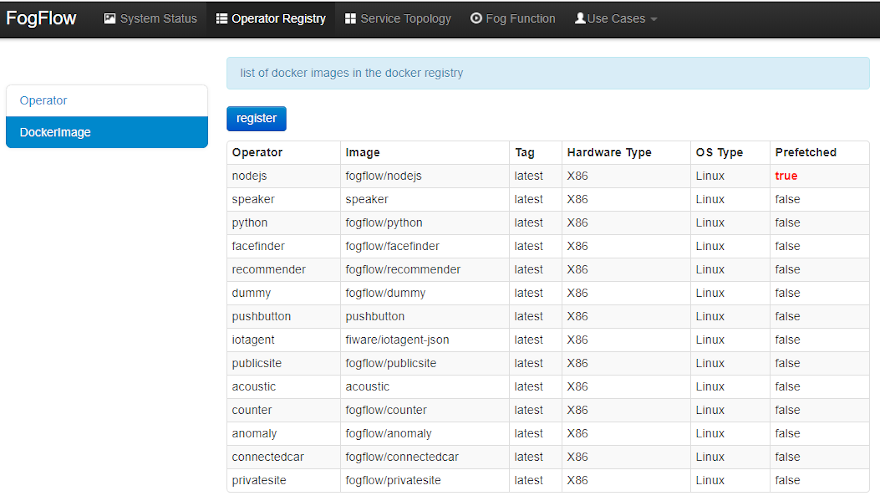 FogFlow System Status Operator Registry Service Topology Fog Function Use Cases
list of docker images in the docker registry
Operator
DockerImage
register
Operator Image Tag Hardware Type OS Type Prefetched
nodejs fogflow/nodejs latest X86 Linux true
speaker speaker latest X86 Linux false
python fogflow/python latest X86 Linux false
facefinder fogflow/facefinder latest X86 Linux false
recommender fogflow/recommender latest X86 Linux false
dummy fogflow/dummy latest X86 Linux false
pushbutton pushbutton latest X86 Linux false
iotagent fiware/iotagent-json latest X86 Linux false
publicsite fogflow/publicsite latest X86 Linux false
acoustic acoustic latest X86 Linux false
counter fogflow/counter latest X86 Linux false
anomaly fogflow/anomaly latest X86 Linux false
connectedcar fogflow/connectedcar latest X86 Linux false
privatesite fogflow/privatesite latest X86 Linux false